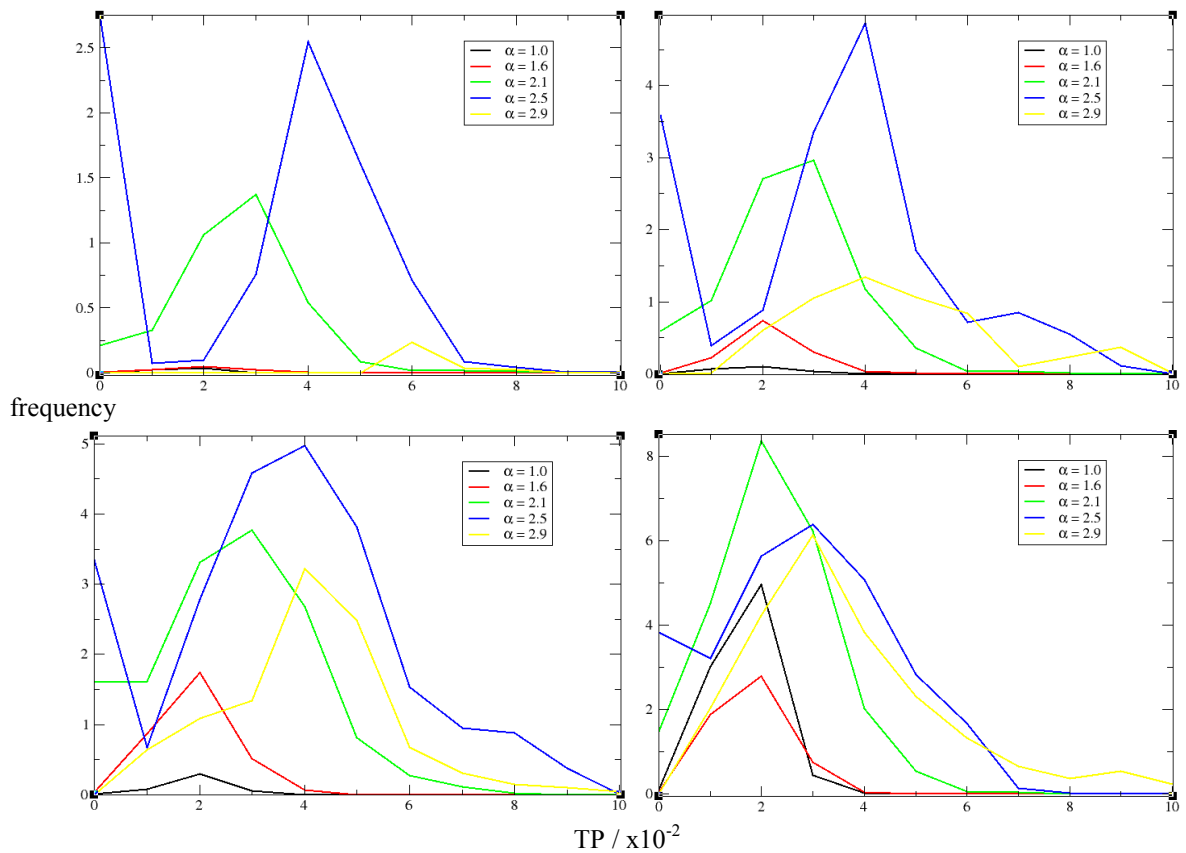 2.5
2
1.5
1
0.5
0
0 2 4 6 8 10
α = 1.0
α = 1.6
α = 2.1
α = 2.5
α = 2.9
4
3
2
1
0
0 2 4 6 8 10
α = 1.0
α = 1.6
α = 2.1
α = 2.5
α = 2.9
frequency
5
4
3
2
1
0
0 2 4 6 8 10
α = 1.0
α = 1.6
α = 2.1
α = 2.5
α = 2.9
8
6
4
2
0
0 2 4 6 8 10
α = 1.0
α = 1.6
α = 2.1
α = 2.5
α = 2.9
TP / x10⁻²